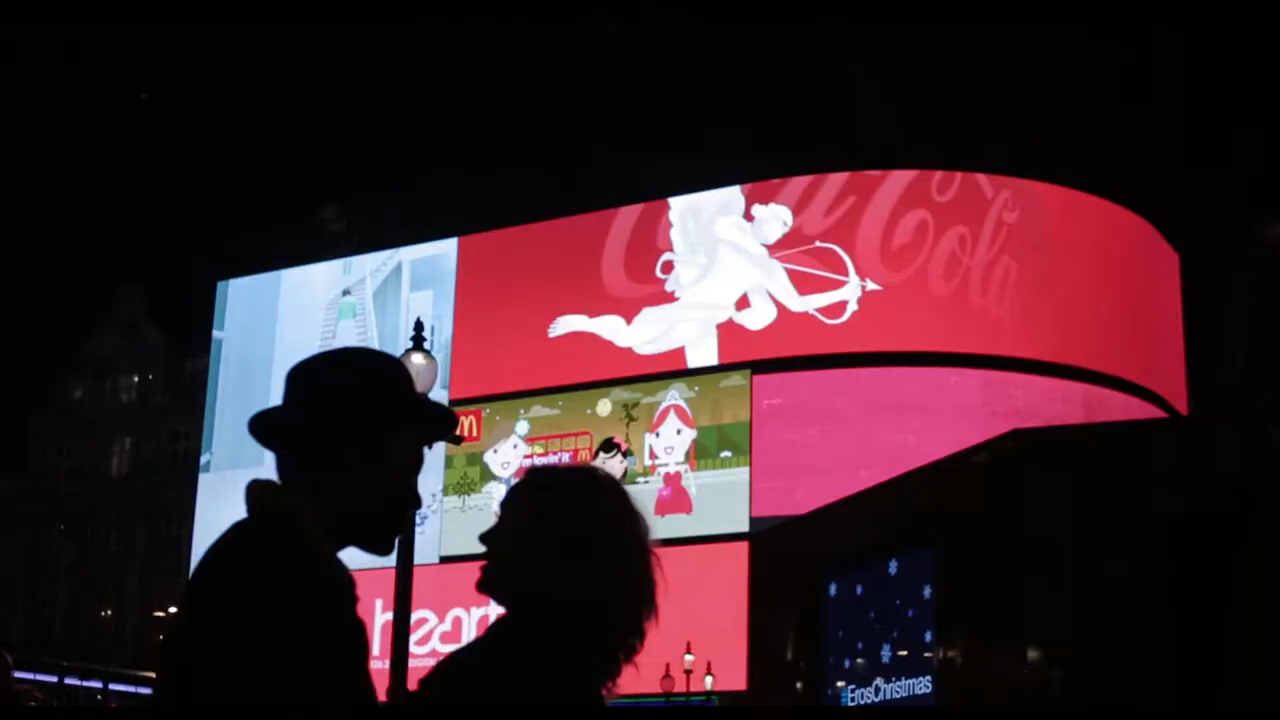 Coca Cola
M
i'm lovin' it
M
heart
#ErosChristmas